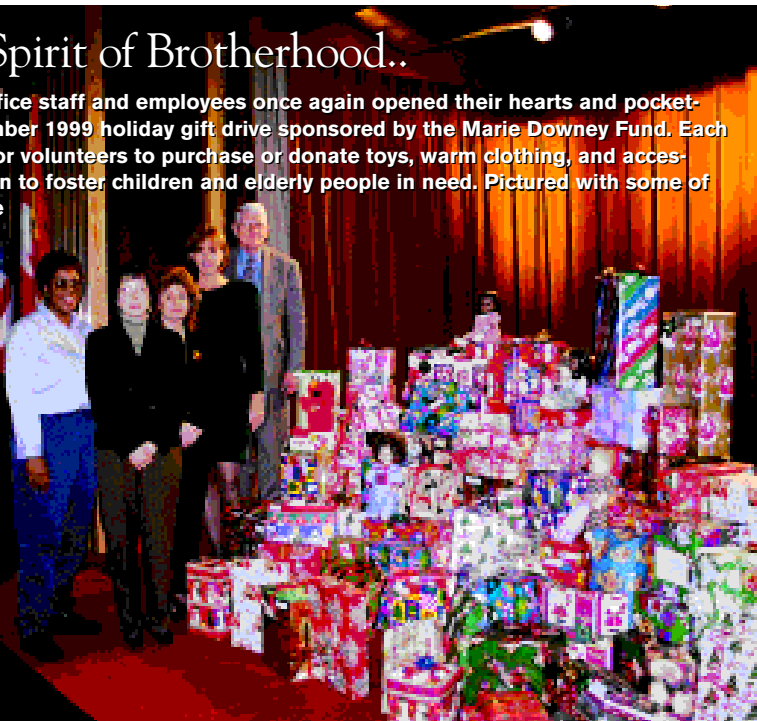 Spirit of Brotherhood..
fice staff and employees once again opened their hearts and pocket-
ber 1999 holiday gift drive sponsored by the Marie Downey Fund. Each
or volunteers to purchase or donate toys, warm clothing, and acces-
n to foster children and elderly people in need. Pictured with some of
e